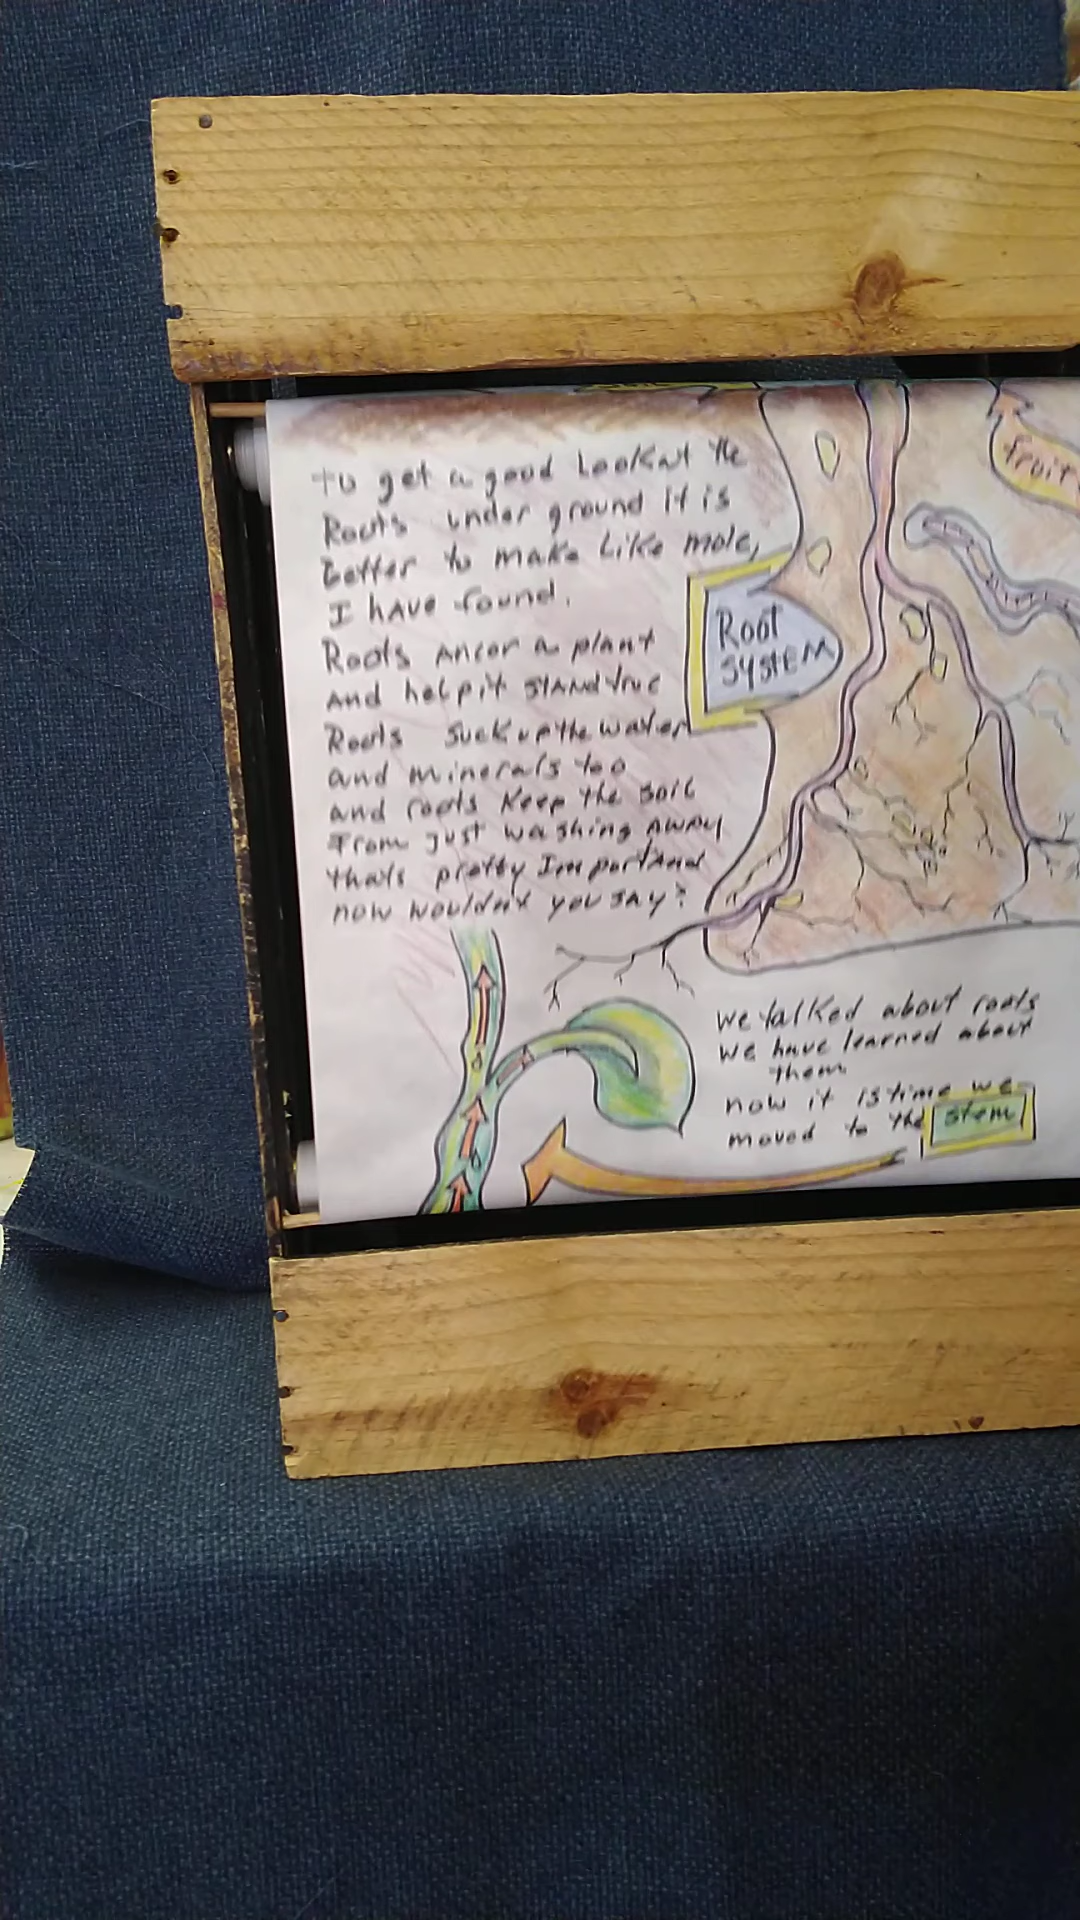 To get a good Look at the
Roots under ground it is
better to make like mole,
I have found.
Roots ancor a plant
and help it stand true
Roots suck up the water
and minerals too
and roots Keep the soil
From just washing away
thats pretty Important
now wouldn't you say?
Root
System
fruit
we talked about roots
we have learned about
them
now it is time we
moved to the stem